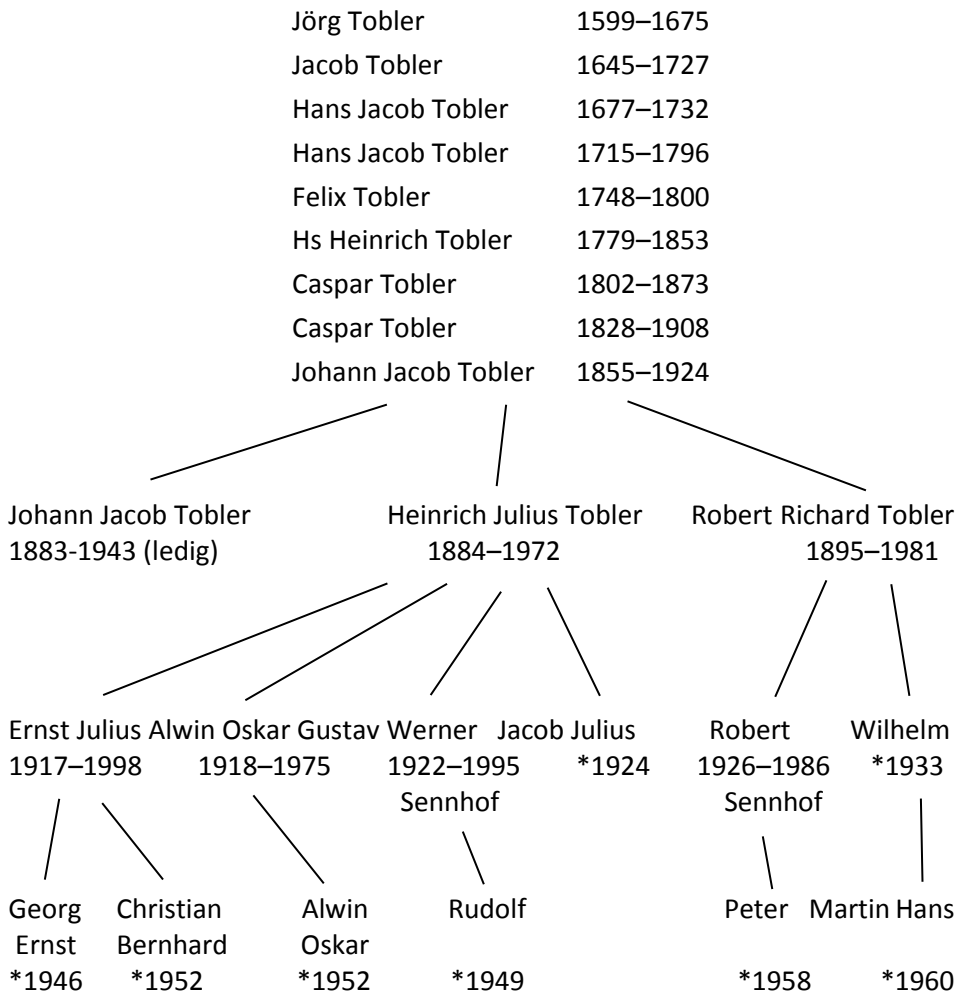 Jörg Tobler 1599–1675
Jacob Tobler 1645–1727
Hans Jacob Tobler 1677–1732
Hans Jacob Tobler 1715–1796
Felix Tobler 1748–1800
Hs Heinrich Tobler 1779–1853
Caspar Tobler 1802–1873
Caspar Tobler 1828–1908
Johann Jacob Tobler 1855–1924
Johann Jacob Tobler Heinrich Julius Tobler Robert Richard Tobler
1883-1943 (ledig) 1884–1972 1895–1981
Ernst Julius Alwin Oskar Gustav Werner Jacob Julius Robert Wilhelm
1917–1998 1918–1975 1922–1995 *1924 1926–1986 *1933
Sennhof Sennhof
Georg Christian Alwin Rudolf Peter Martin Hans
Ernst Bernhard Oskar
*1946 *1952 *1952 *1949 *1958 *1960